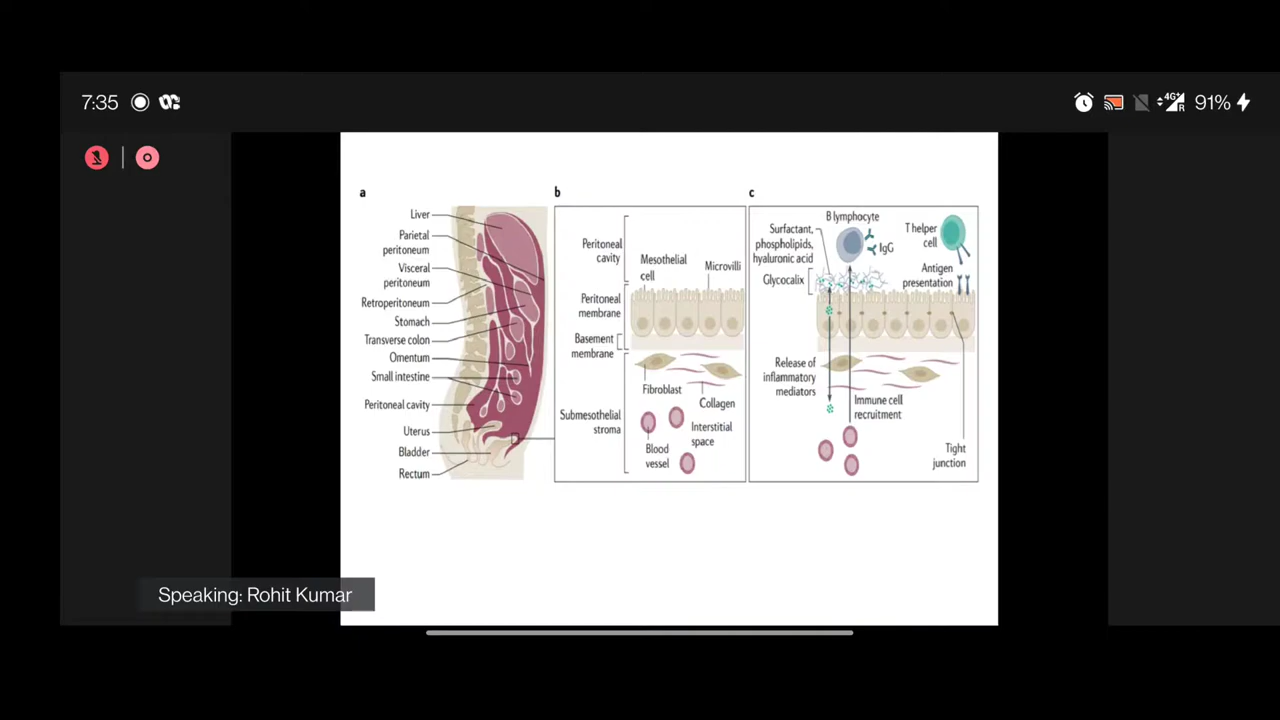 7:35
4G+
R
91%
a
Liver
Parietal
peritoneum
Visceral
peritoneum
Retroperitoneum
Stomach
Transverse colon
Omentum
Small intestine
Peritoneal cavity
Uterus
Bladder
Rectum
b
Peritoneal
cavity
Mesothelial
cell
Microvilli
Peritoneal
membrane
Basement
membrane
Fibroblast
Collagen
Submesothelial
stroma
Interstitial
space
Blood
vessel
c
B lymphocyte
Surfactant,
phospholipids,
hyaluronic acid
IgG
T helper
cell
Glycocalix
Antigen
presentation
Release of
inflammatory
mediators
Immune cell
recruitment
Tight
junction
Speaking: Rohit Kumar